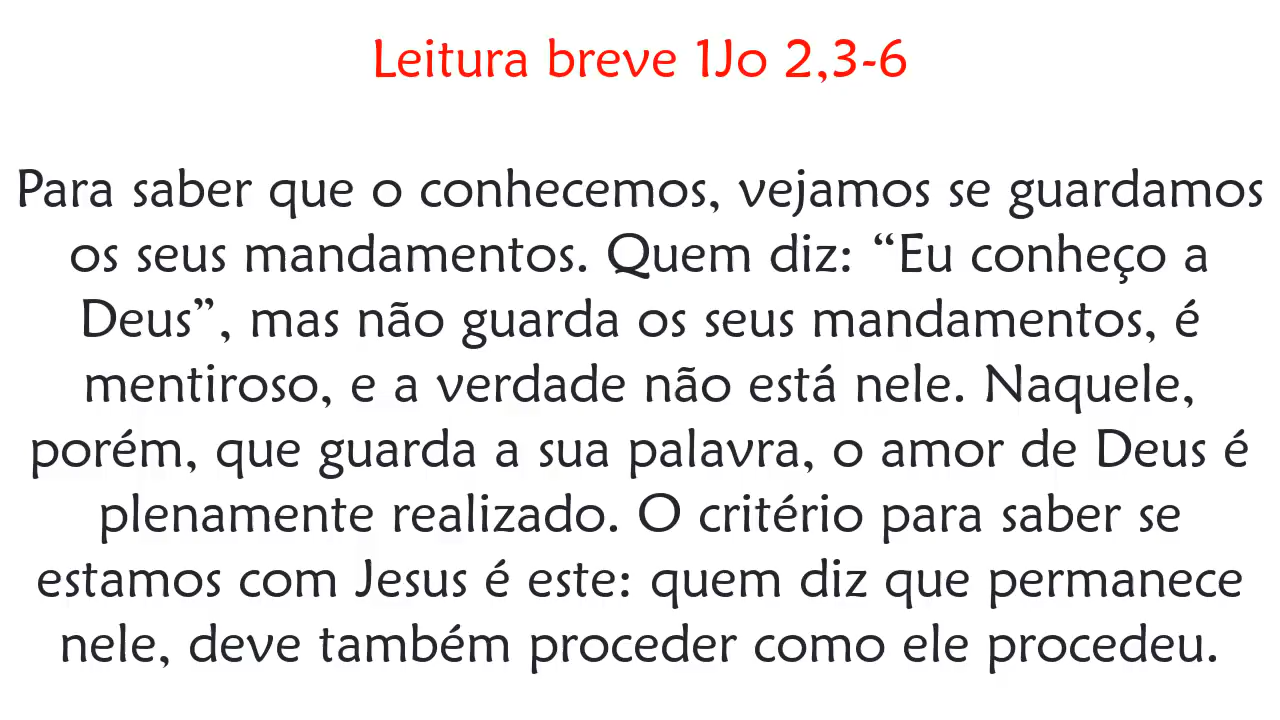 Leitura breve 1Jo 2,3-6
Para saber que o conhecemos, vejamos se guardamos
os seus mandamentos. Quem diz: “Eu conheço a
Deus”, mas não guarda os seus mandamentos, é
mentiroso, e a verdade não está nele. Naquele,
porém, que guarda a sua palavra, o amor de Deus é
plenamente realizado. O critério para saber se
estamos com Jesus é este: quem diz que permanece
nele, deve também proceder como ele procedeu.